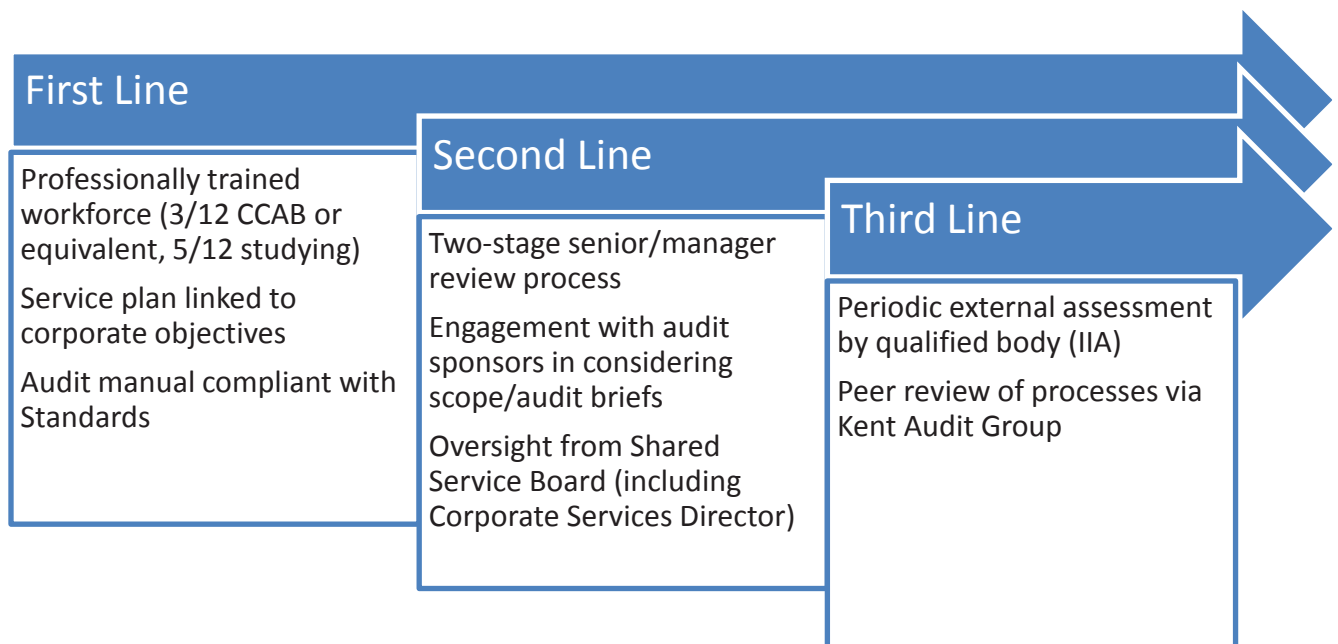 First Line
Professionally trained
workforce (3/12 CCAB or
equivalent, 5/12 studying)
Service plan linked to
corporate objectives
Audit manual compliant with
Standards
Second Line
Two-stage senior/manager
review process
Engagement with audit
sponsors in considering
scope/audit briefs
Oversight from Shared
Service Board (including
Corporate Services Director)
Third Line
Periodic external assessment
by qualified body (IIA)
Peer review of processes via
Kent Audit Group